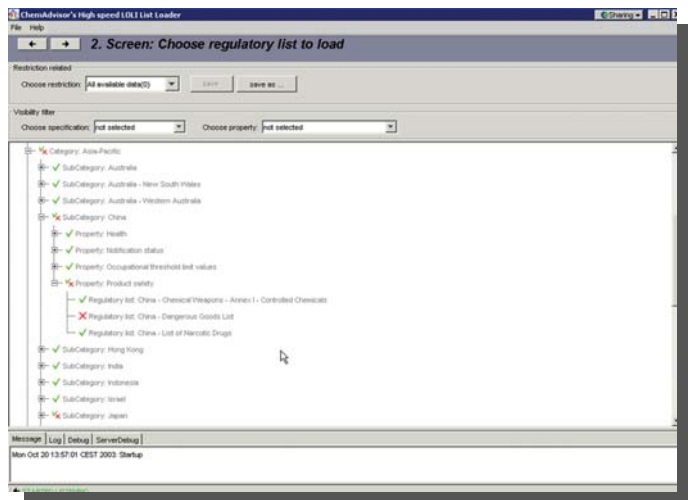 ChemAdvisor's High speed LOLI List Loader
Sharing
File Help
2. Screen: Choose regulatory list to load
Restriction related
Choose restriction: All available data(0) save save as ...
Visibility filter
Choose specification: not selected Choose property: not selected
Category: Asia-Pacific
SubCategory: Australia
SubCategory: Australia - New South Wales
SubCategory: Australia - Western Australia
SubCategory: China
Property: Health
Property: Notification status
Property: Occupational threshold limit values
Property: Product safety
Regulatory list: China - Chemical Weapons - Annex I - Controlled Chemicals
Regulatory list: China - Dangerous Goods List
Regulatory list: China - List of Narcotic Drugs
SubCategory: Hong Kong
SubCategory: India
SubCategory: Indonesia
SubCategory: Israel
SubCategory: Japan
Message Log Debug ServerDebug
Mon Oct 20 13:57:01 CEST 2003: Startup